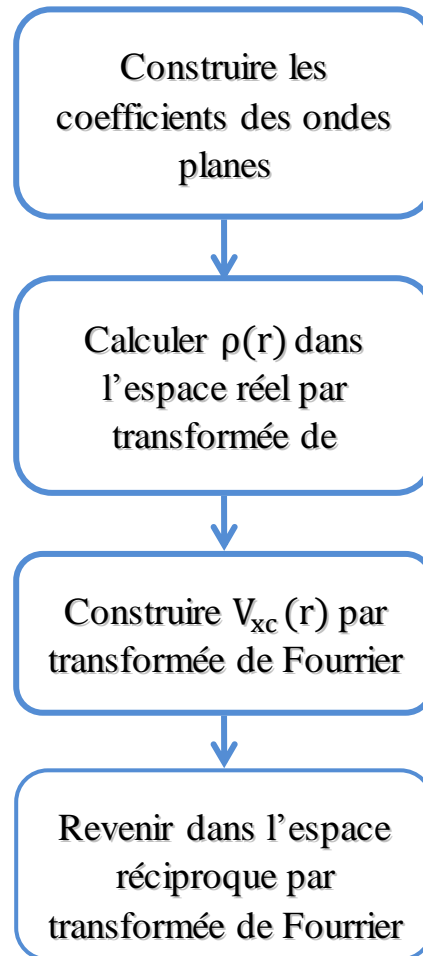 Construire les
coefficients des ondes
planes
Calculer ρ(r) dans
l’espace réel par
transformée de
Construire Vxc (r) par
transformée de Fourrier
Revenir dans l’espace
réciproque par
transformée de Fourrier